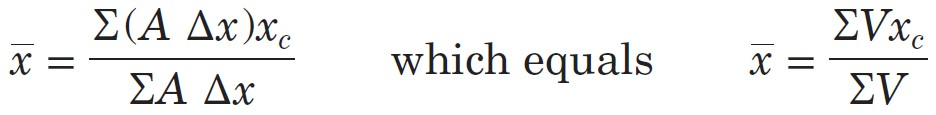 x̄ = Σ(A Δx)x_c / ΣA Δx which equals x̄ = ΣVx_c / ΣV